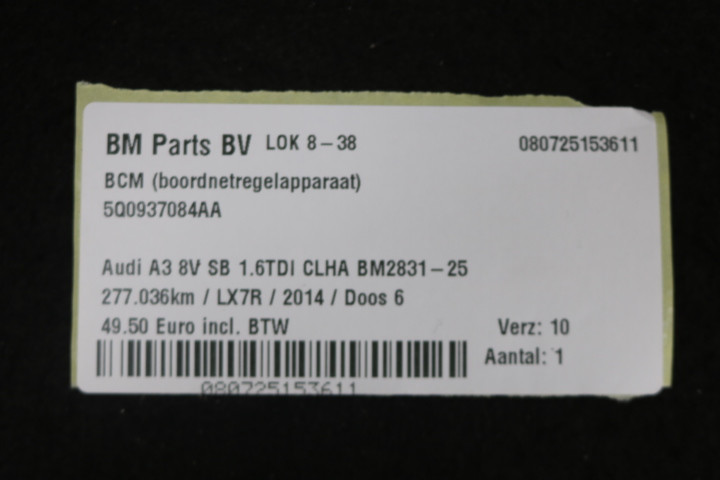 BM Parts BV LOK 8-38 080725153611
BCM (boordnetregelapparaat)
5Q0937084AA
Audi A3 8V SB 1.6TDI CLHA BM2831-25
277.036km / LX7R / 2014 / Doos 6
49.50 Euro incl. BTW Verz: 10
Aantal: 1
080725153611